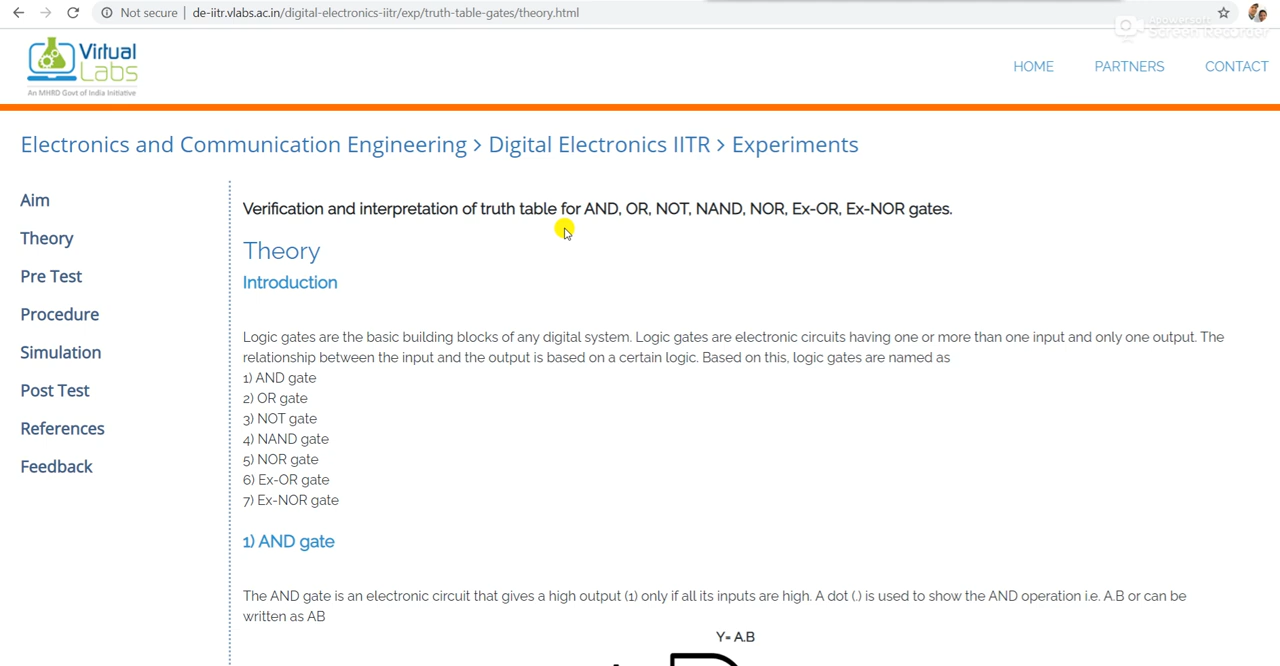 Not secure | de-iitr.vlabs.ac.in/digital-electronics-iitr/exp/truth-table-gates/theory.html
Apowersoft
Screen Recorder
Virtual
Labs
An MHRD Govt of India Initiative
HOME PARTNERS CONTACT
Electronics and Communication Engineering > Digital Electronics IITR > Experiments
Aim
Theory
Pre Test
Procedure
Simulation
Post Test
References
Feedback
Verification and interpretation of truth table for AND, OR, NOT, NAND, NOR, Ex-OR, Ex-NOR gates.
Theory
Introduction
Logic gates are the basic building blocks of any digital system. Logic gates are electronic circuits having one or more than one input and only one output. The
relationship between the input and the output is based on a certain logic. Based on this, logic gates are named as
1) AND gate
2) OR gate
3) NOT gate
4) NAND gate
5) NOR gate
6) Ex-OR gate
7) Ex-NOR gate
1) AND gate
The AND gate is an electronic circuit that gives a high output (1) only if all its inputs are high. A dot (.) is used to show the AND operation i.e. A.B or can be
written as AB
Y= A.B